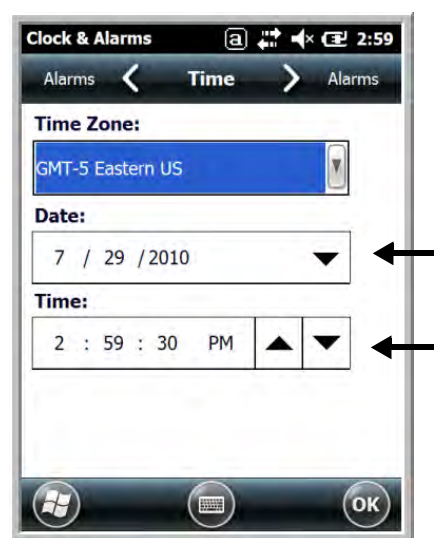 Clock & Alarms a 2:59
Alarms Time Alarms
Time Zone:
GMT-5 Eastern US
Date:
7 / 29 / 2010
Time:
2 : 59 : 30 PM
OK